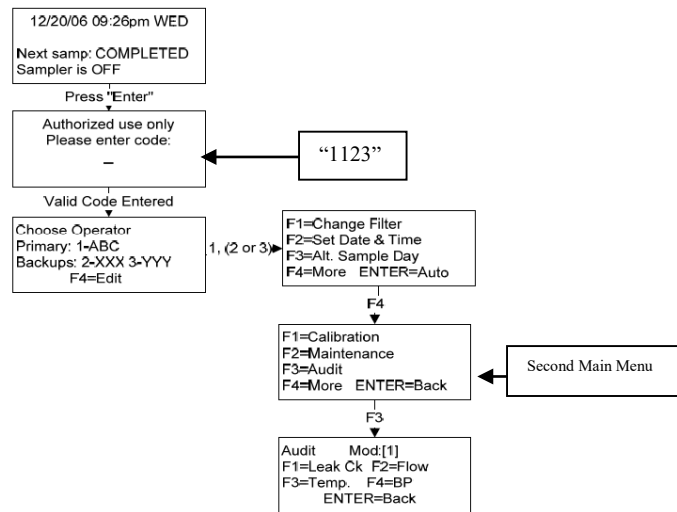 12/20/06 09:26pm WED
Next samp: COMPLETED
Sampler is OFF
Press "Enter"
Authorized use only
Please enter code:
_
“1123”
Valid Code Entered
Choose Operator
Primary: 1-ABC
Backups: 2-XXX 3-YYY
F4=Edit
1, (2 or 3)
F1=Change Filter
F2=Set Date & Time
F3=Alt. Sample Day
F4=More ENTER=Auto
F4
F1=Calibration
F2=Maintenance
F3=Audit
F4=More ENTER=Back
Second Main Menu
F3
Audit Mod:[1]
F1=Leak Ck F2=Flow
F3=Temp. F4=BP
ENTER=Back